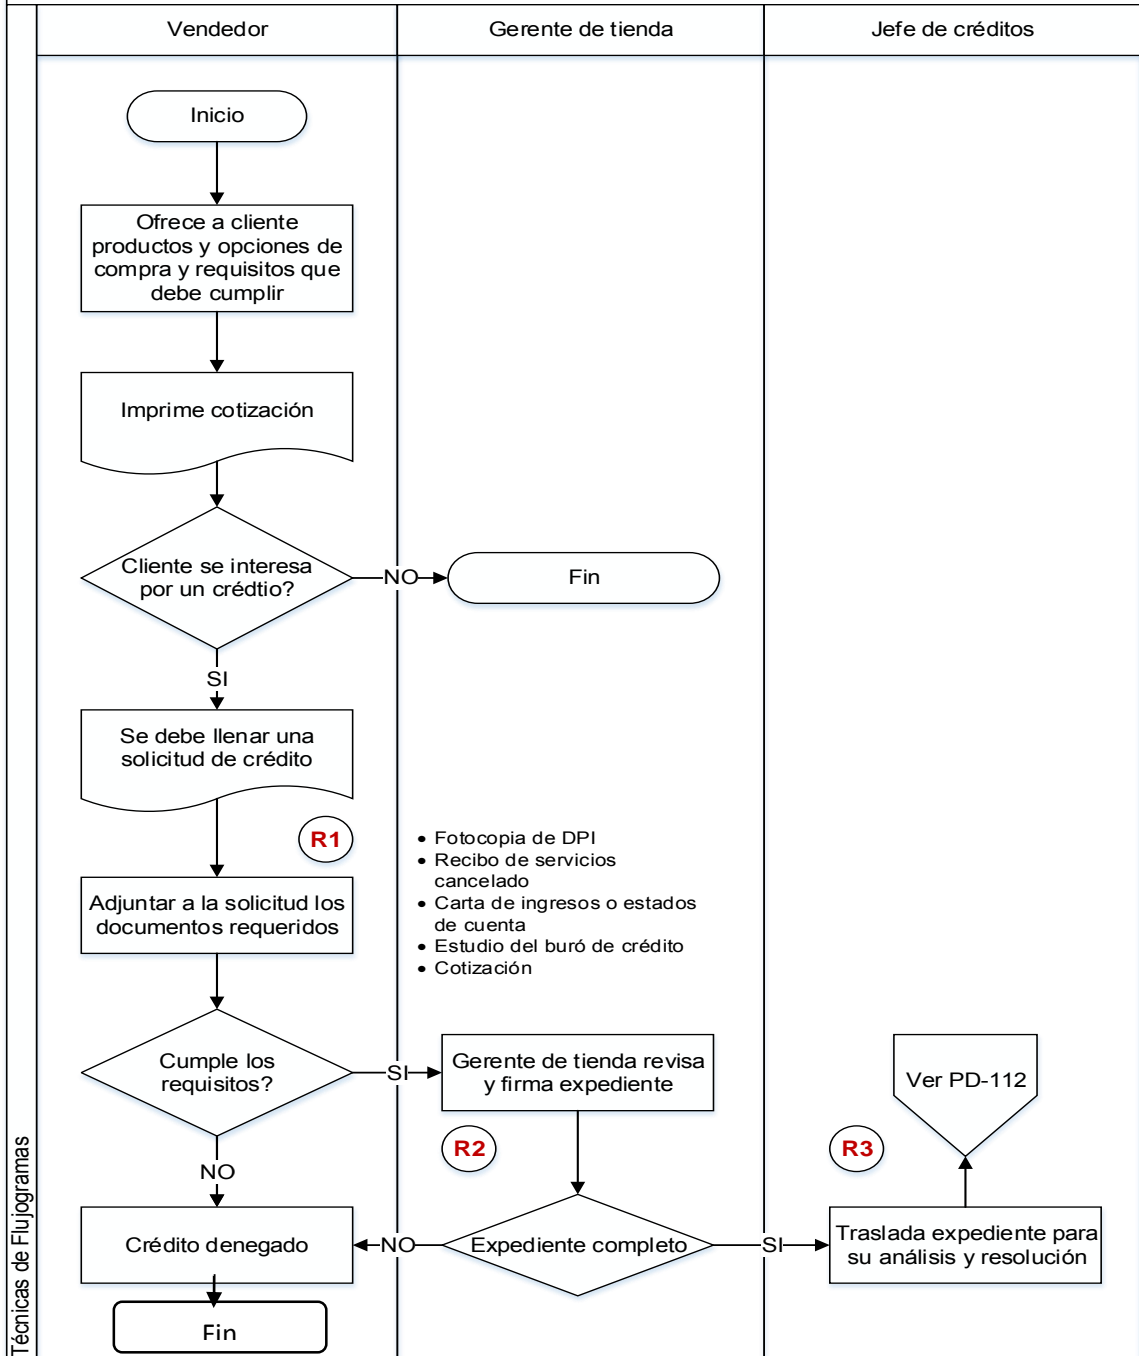 Vendedor
Gerente de tienda
Jefe de créditos
Inicio
Ofrece a cliente
productos y opciones de
compra y requisitos que
debe cumplir
Imprime cotización
Cliente se interesa
por un crédtio?
NO
Fin
SI
Se debe llenar una
solicitud de crédito
R1
• Fotocopia de DPI
• Recibo de servicios
cancelado
• Carta de ingresos o estados
de cuenta
• Estudio del buró de crédito
• Cotización
Adjuntar a la solicitud los
documentos requeridos
Cumple los
requisitos?
SI
Gerente de tienda revisa
y firma expediente
Ver PD-112
R2
R3
NO
Crédito denegado
NO
Expediente completo
SI
Traslada expediente para
su análisis y resolución
Fin
Técnicas de Flujogramas